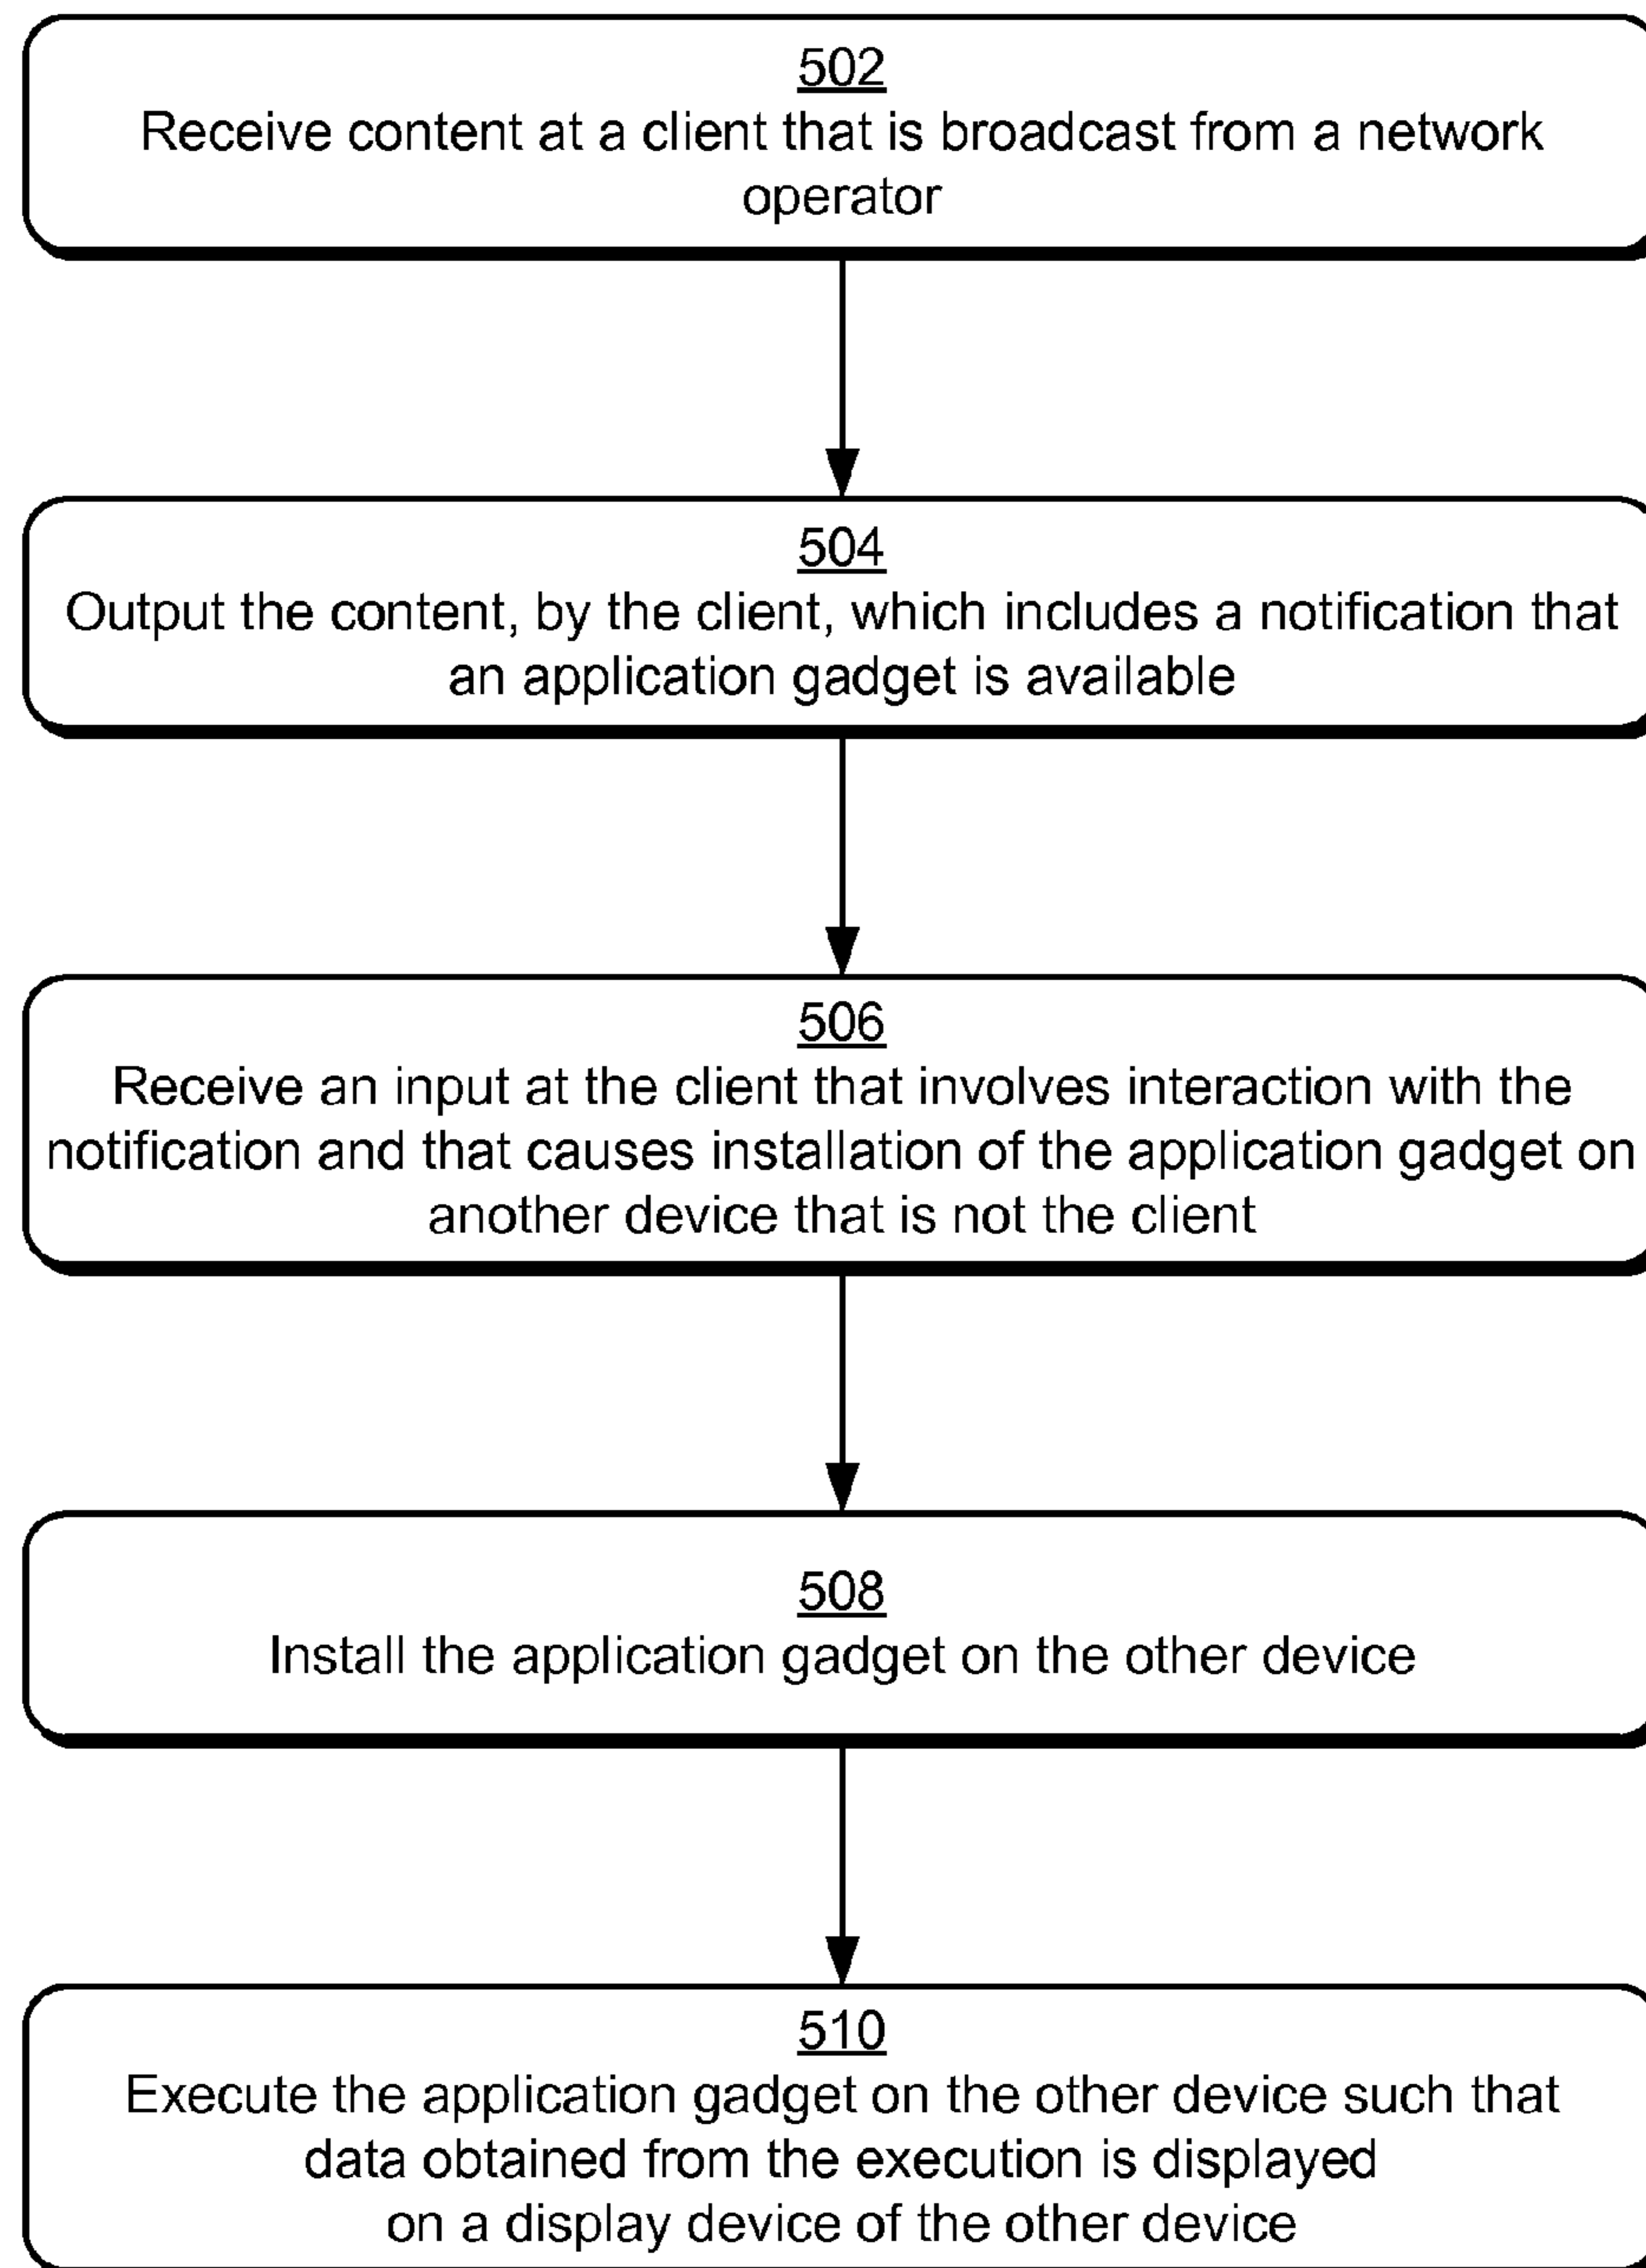 502
Receive content at a client that is broadcast from a network
operator
504
Output the content, by the client, which includes a notification that
an application gadget is available
506
Receive an input at the client that involves interaction with the
notification and that causes installation of the application gadget on
another device that is not the client
508
Install the application gadget on the other device
510
Execute the application gadget on the other device such that
data obtained from the execution is displayed
on a display device of the other device